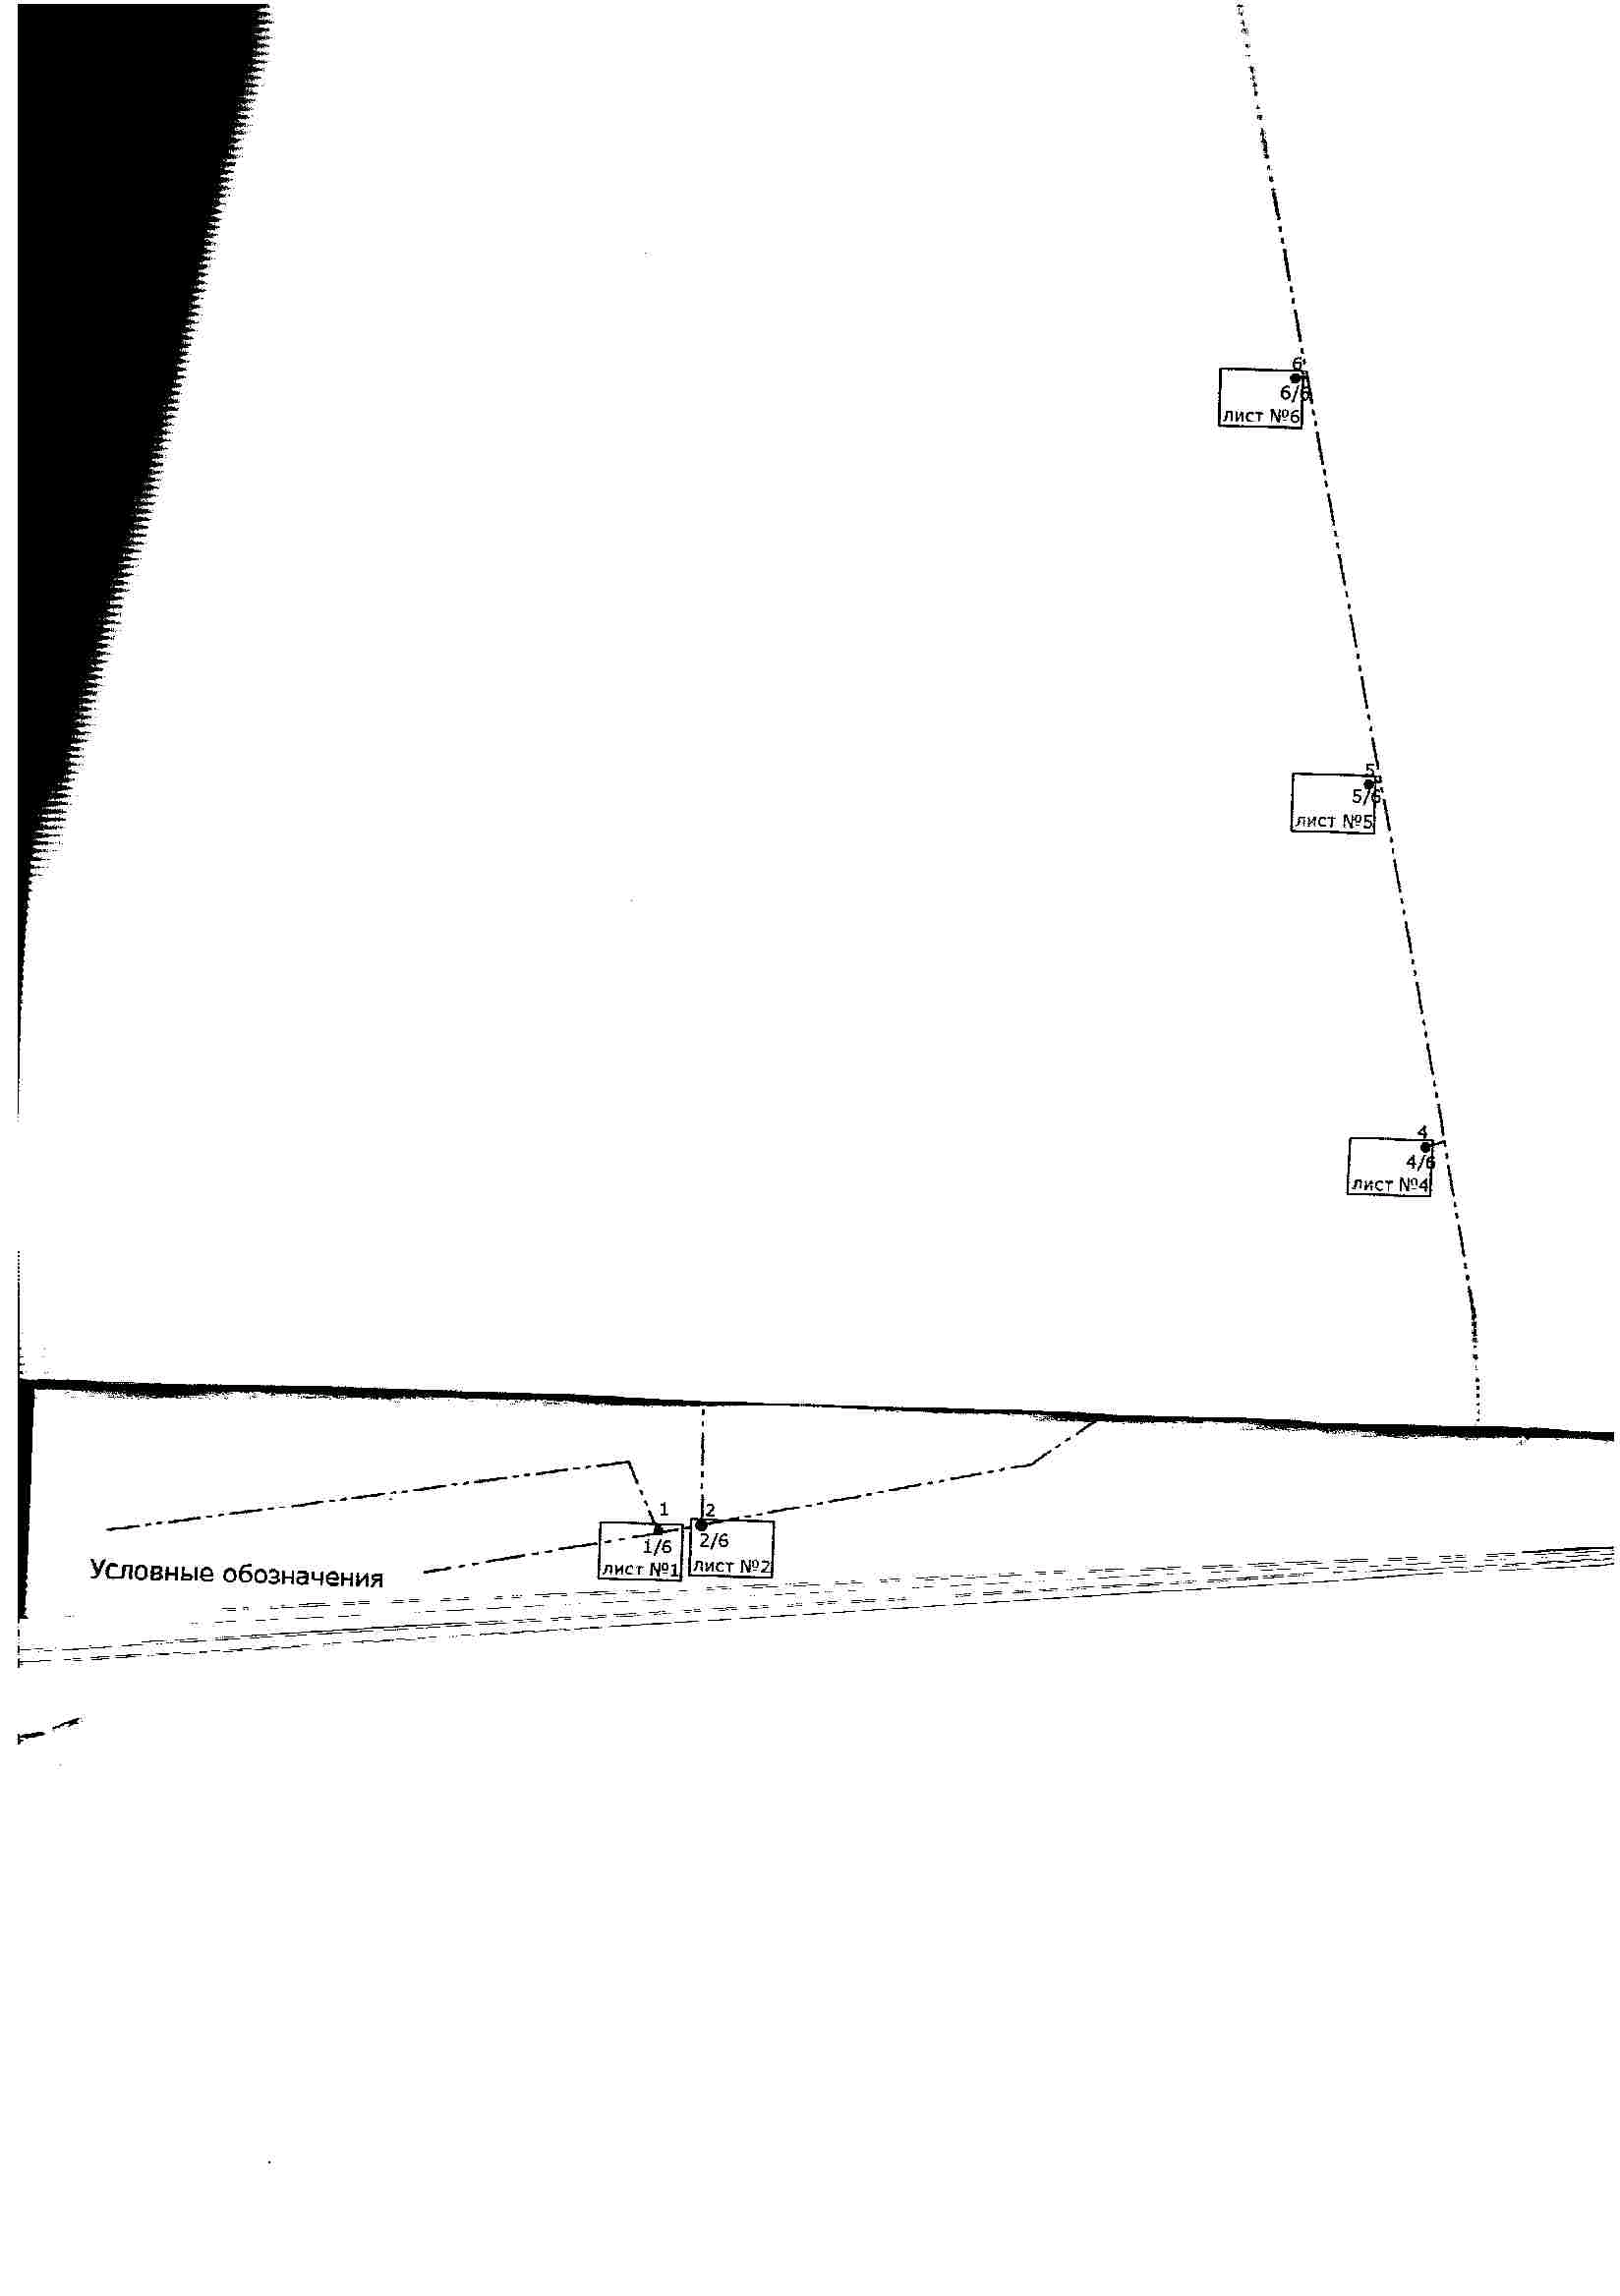 6
6/6
лист №6
5
5/6
лист №5
4
4/6
лист №4
1
1/6
лист №1
2
2/6
лист №2
Условные обозначения